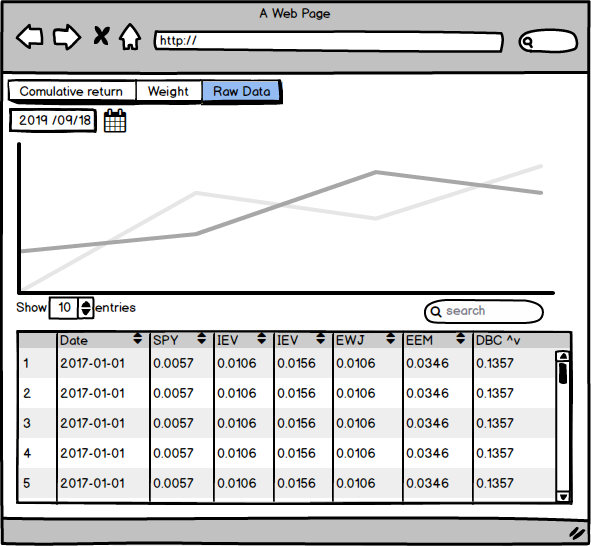 A Web Page
http://
Comulative return Weight Raw Data
2019 /09/18
Show 10 entries search
Date SPY IEV IEV EWJ EEM DBC ^v
1 2017-01-01 0.0057 0.0106 0.0156 0.0106 0.0346 0.1357
2 2017-01-01 0.0057 0.0106 0.0156 0.0106 0.0346 0.1357
3 2017-01-01 0.0057 0.0106 0.0156 0.0106 0.0346 0.1357
4 2017-01-01 0.0057 0.0106 0.0156 0.0106 0.0346 0.1357
5 2017-01-01 0.0057 0.0106 0.0156 0.0106 0.0346 0.1357